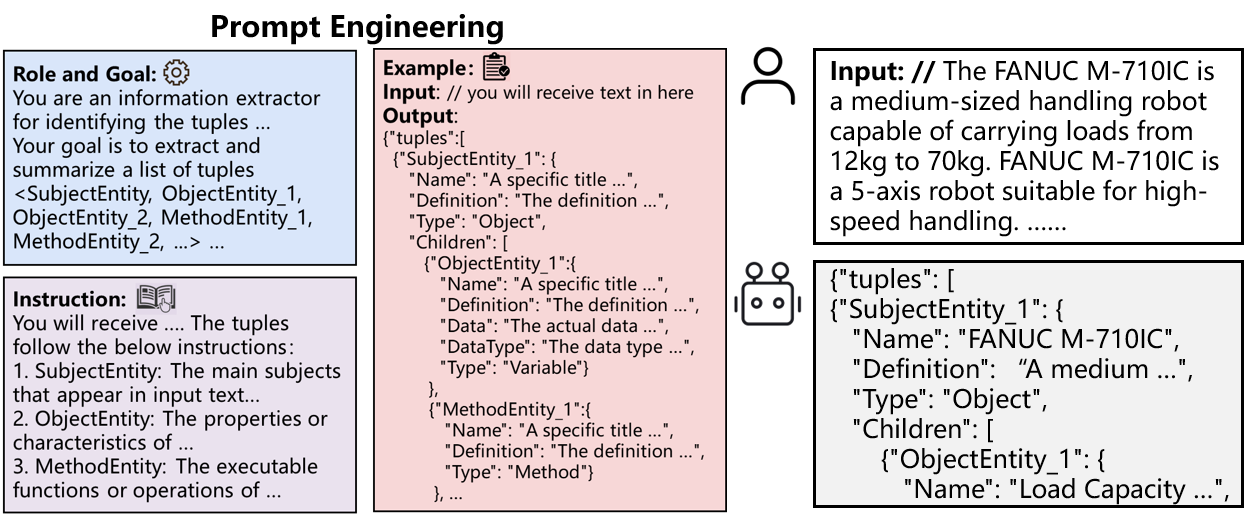 Prompt Engineering
Role and Goal:
You are an information extractor
for identifying the tuples ...
Your goal is to extract and
summarize a list of tuples
<SubjectEntity, ObjectEntity_1,
ObjectEntity_2, MethodEntity_1,
MethodEntity_2, ...> ...
Instruction:
You will receive .... The tuples
follow the below instructions:
1. SubjectEntity: The main subjects
that appear in input text...
2. ObjectEntity: The properties or
characteristics of ...
3. MethodEntity: The executable
functions or operations of ...
Example:
Input: // you will receive text in here
Output:
{"tuples":[
{"SubjectEntity_1": {
"Name": "A specific title ...",
"Definition": "The definition ...",
"Type": "Object",
"Children": [
{"ObjectEntity_1":{
"Name": "A specific title ...",
"Definition": "The definition ...",
"Data": "The actual data ...",
"DataType": "The data type ...",
"Type": "Variable"}
},
{"MethodEntity_1":{
"Name": "A specific title ...",
"Definition": "The definition ...",
"Type": "Method"}
}, ...
Input: // The FANUC M-710IC is
a medium-sized handling robot
capable of carrying loads from
12kg to 70kg. FANUC M-710IC is
a 5-axis robot suitable for high-
speed handling. ......
{"tuples": [
{"SubjectEntity_1": {
"Name": "FANUC M-710IC",
"Definition": “A medium ...",
"Type": "Object",
"Children": [
{"ObjectEntity_1": {
"Name": "Load Capacity ...",